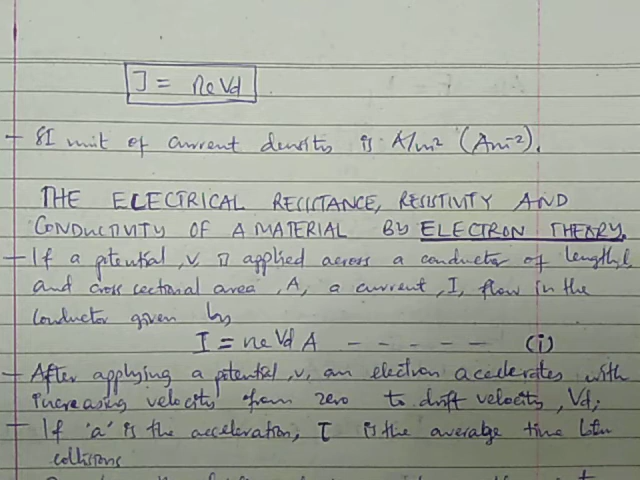 J = neVd
- SI unit of current density is A/m² (Am⁻²).
THE ELECTRICAL RESISTANCE, RESISTIVITY AND
CONDUCTIVITY OF A MATERIAL BY ELECTRON THEORY.
- If a potential, v is applied across a conductor of length, l
and cross sectional area, A, a current, I, flow in the
conductor given by
I = neVd A - - - - - (i)
- After applying a potential, v, an electron accelerates with
increasing velocity from zero to drift velocity, Vd;
- If 'a' is the acceleration, τ is the average time btn
collisions